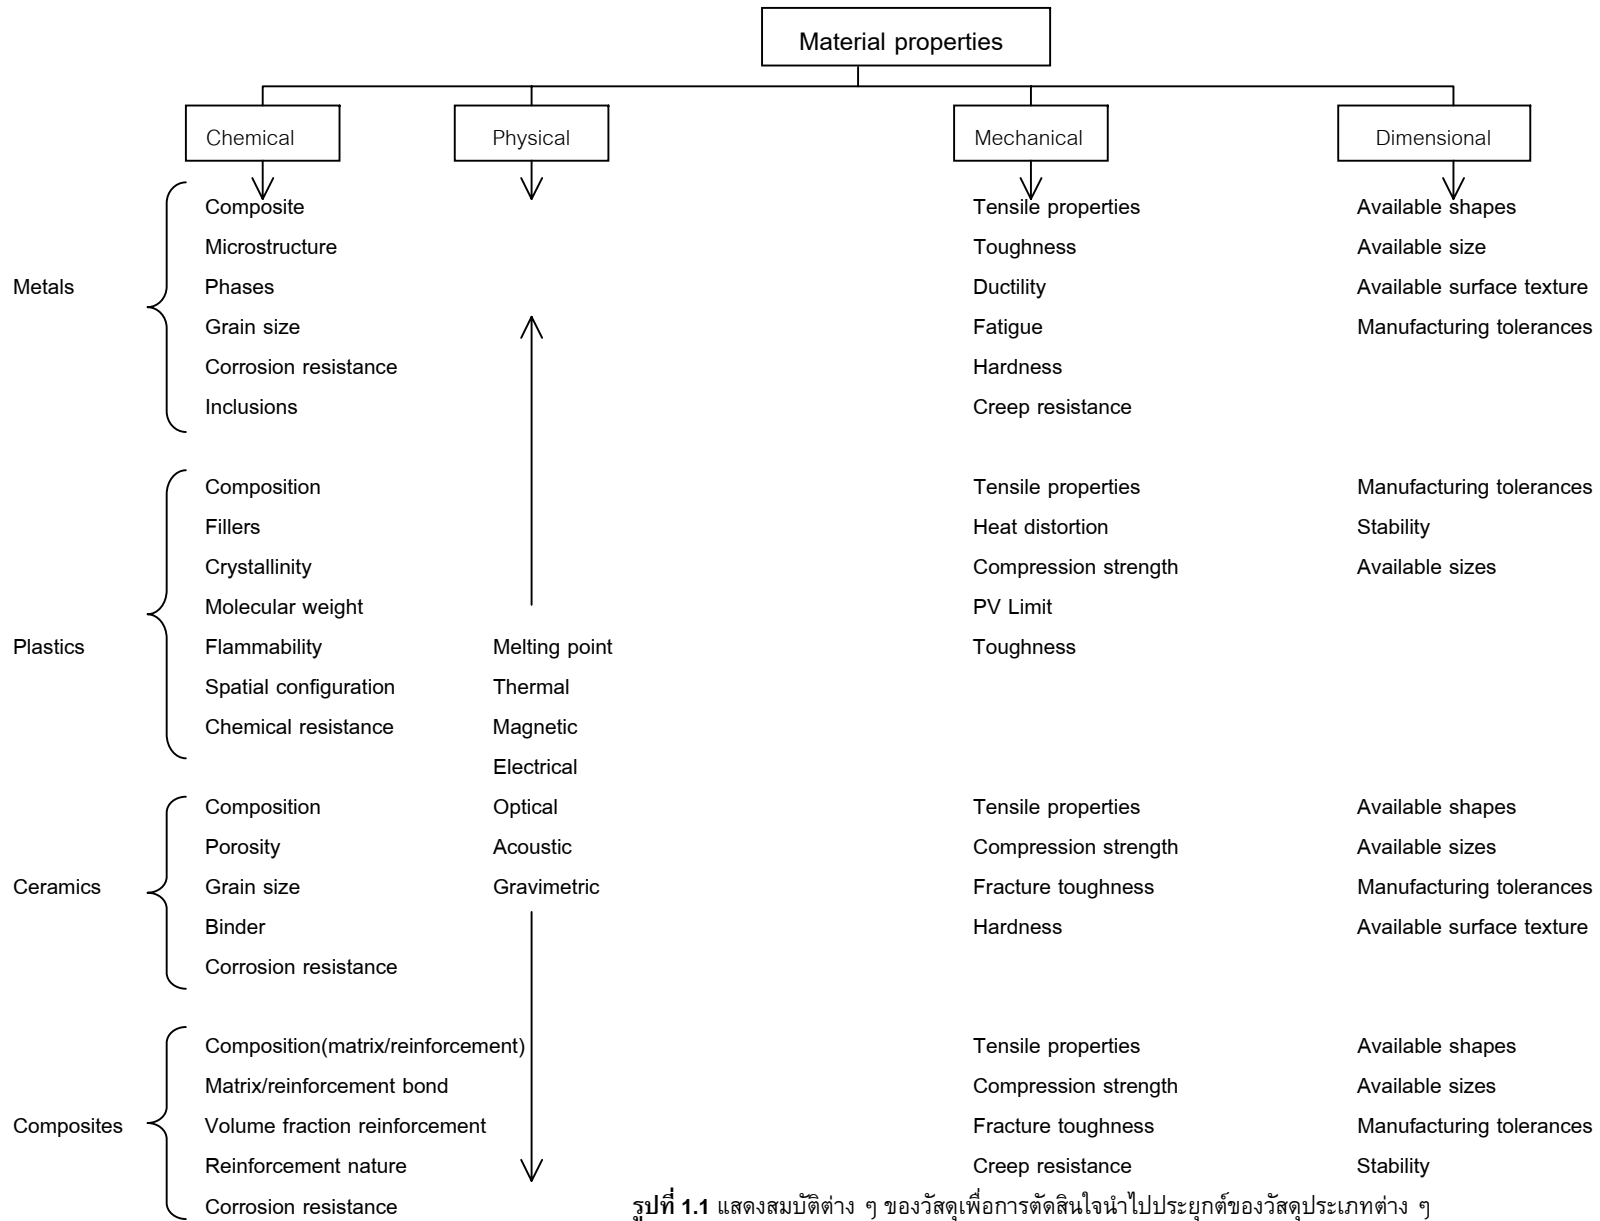 Material properties
Chemical Physical Mechanical Dimensional
Composite Tensile properties Available shapes
Microstructure Toughness Available size
Metals Phases Ductility Available surface texture
Grain size Fatigue Manufacturing tolerances
Corrosion resistance Hardness
Inclusions Creep resistance
Composition Tensile properties Manufacturing tolerances
Fillers Heat distortion Stability
Crystallinity Compression strength Available sizes
Molecular weight PV Limit
Plastics Flammability Melting point Toughness
Spatial configuration Thermal
Chemical resistance Magnetic
Electrical
Composition Optical Tensile properties Available shapes
Porosity Acoustic Compression strength Available sizes
Ceramics Grain size Gravimetric Fracture toughness Manufacturing tolerances
Binder Hardness Available surface texture
Corrosion resistance
Composition(matrix/reinforcement) Tensile properties Available shapes
Matrix/reinforcement bond Compression strength Available sizes
Composites Volume fraction reinforcement Fracture toughness Manufacturing tolerances
Reinforcement nature Creep resistance Stability
Corrosion resistance รูปที่ 1.1 แสดงสมบัติต่าง ๆ ของวัสดุเพื่อการตัดสินใจนำไปประยุกต์ของวัสดุประเภทต่าง ๆ